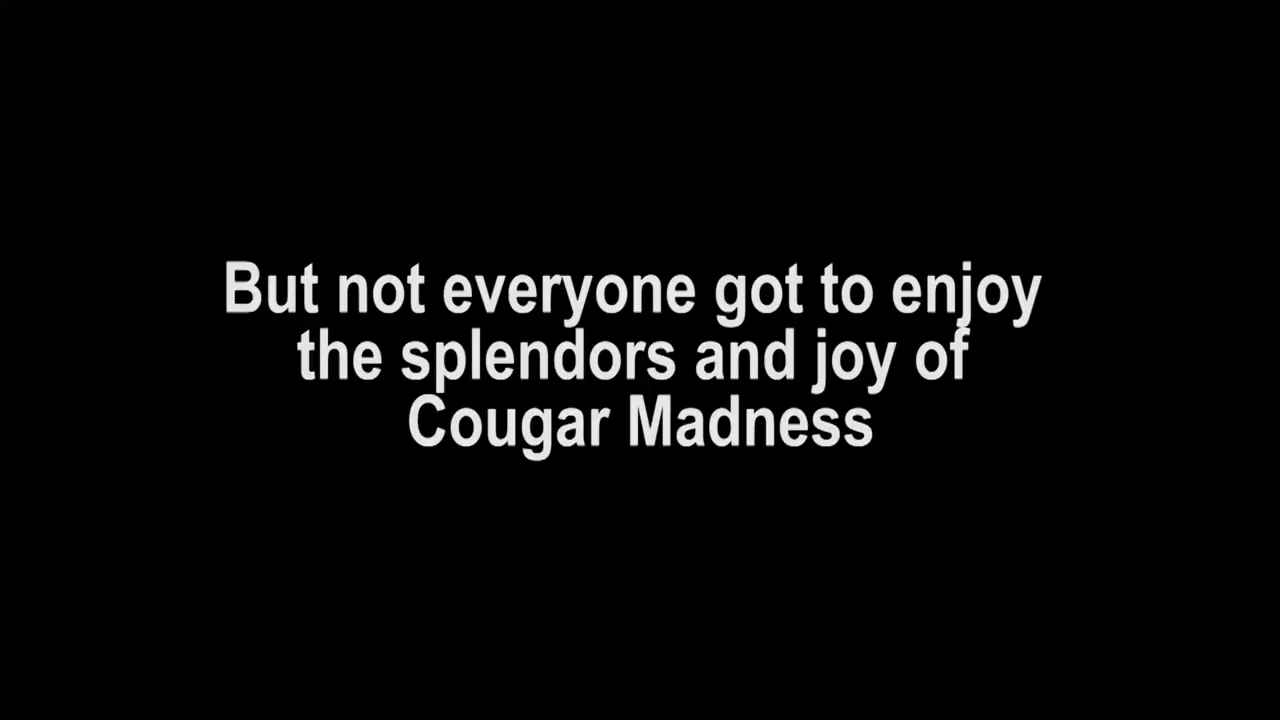 But not everyone got to enjoy
the splendors and joy of
Cougar Madness